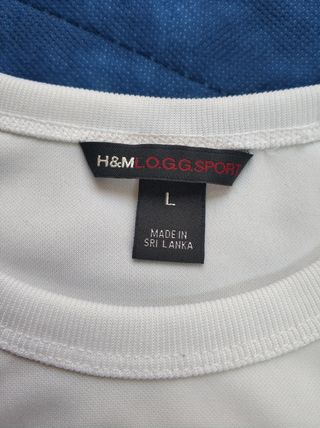 H&M L.O.G.G. SPORT
L
MADE IN
SRI LANKA